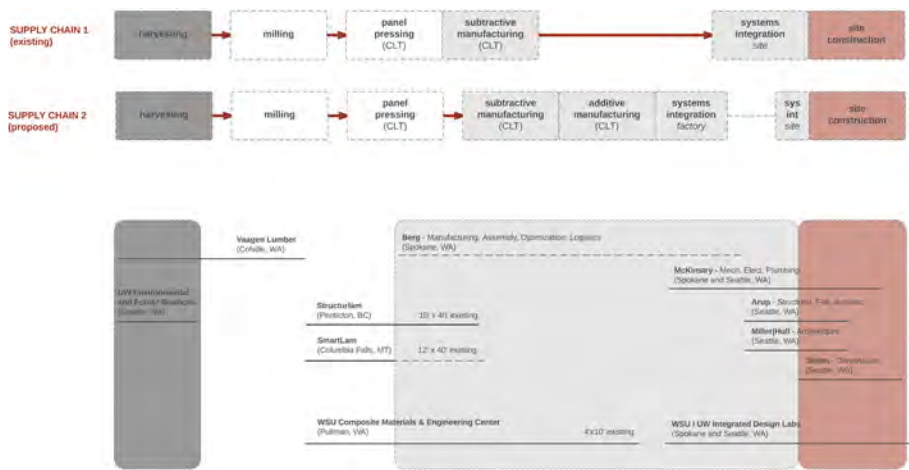 SUPPLY CHAIN 1
(existing)
harvesting
milling
panel
pressing
(CLT)
subtractive
manufacturing
(CLT)
systems
integration
site
site
construction
SUPPLY CHAIN 2
(proposed)
harvesting
milling
panel
pressing
(CLT)
subtractive
manufacturing
(CLT)
additive
manufacturing
(CLT)
systems
integration
factory
sys
int
site
site
construction
Vaagen Lumber
(Colville, WA)
Berg - Manufacturing, Assembly, Optimization, Logistics
(Spokane, WA)
McKinstry - Mech, Elect, Plumbing
(Spokane and Seattle, WA)
UW Environmental
and Forest Sciences
(Seattle, WA)
Structurlam
(Penticton, BC)
10' x 40' existing
Arup - Structural, Fire, Acoustic
(Seattle, WA)
SmartLam
(Columbia Falls, MT)
12' x 40' existing
Miller|Hull - Architecture
(Seattle, WA)
Construction
(Seattle, WA)
WSU Composite Materials & Engineering Center
(Pullman, WA)
4'x10' existing
WSU / UW Integrated Design Labs
(Spokane and Seattle, WA)